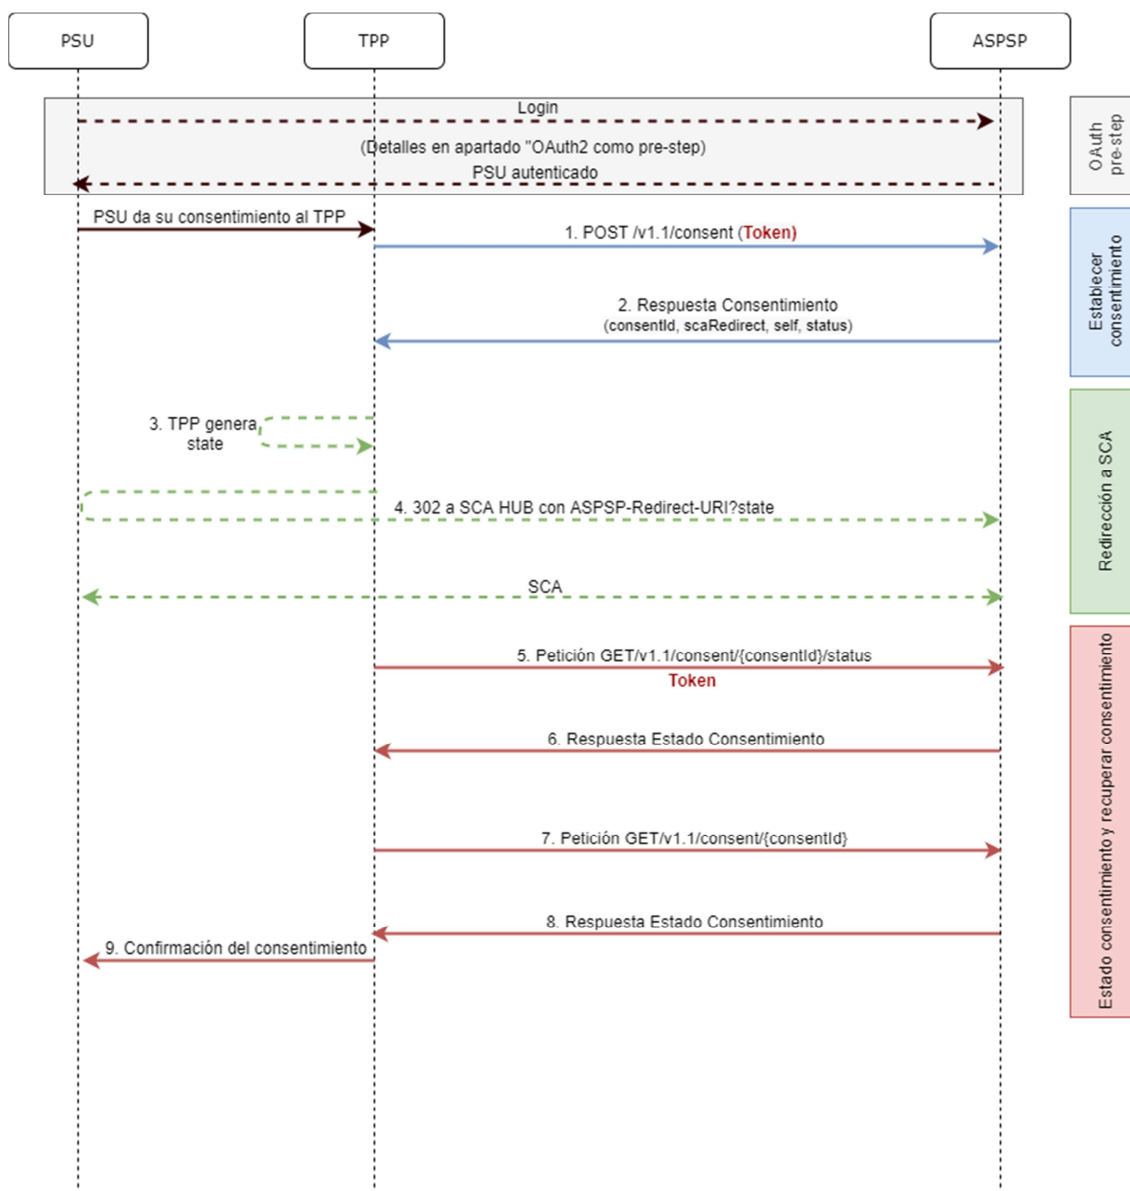 PSU
TPP
ASPSP
Login
(Detalles en apartado "OAuth2 como pre-step)
PSU autenticado
OAuth
pre-step
PSU da su consentimiento al TPP
1. POST /v1.1/consent (Token)
2. Respuesta Consentimiento
(consentId, scaRedirect, self, status)
Establecer
consentimiento
3. TPP genera
state
4. 302 a SCA HUB con ASPSP-Redirect-URI?state
SCA
Redirección a SCA
5. Petición GET/v1.1/consent/{consentId}/status
Token
6. Respuesta Estado Consentimiento
7. Petición GET/v1.1/consent/{consentId}
8. Respuesta Estado Consentimiento
9. Confirmación del consentimiento
Estado consentimiento y recuperar consentimiento